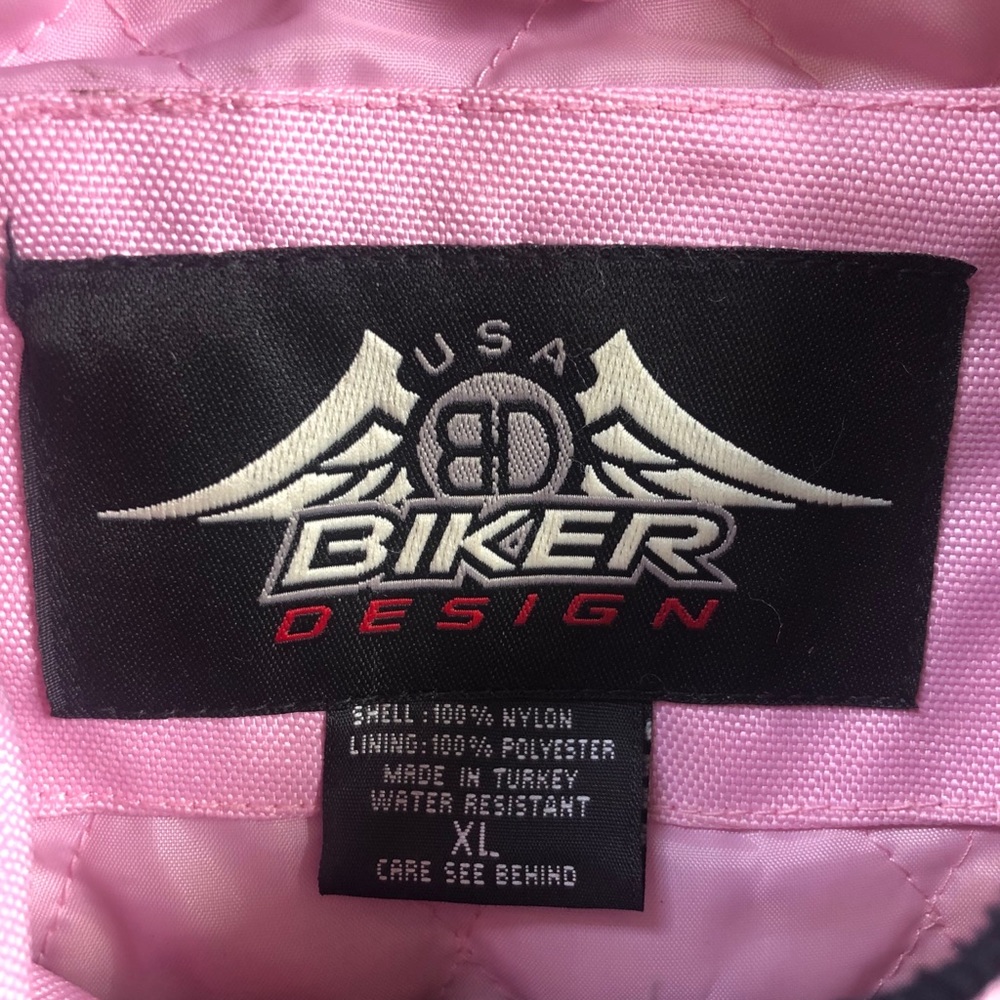 USA
BD
BIKER
DESIGN
SHELL : 100% NYLON
LINING: 100% POLYESTER
MADE IN TURKEY
WATER RESISTANT
XL
CARE SEE BEHIND